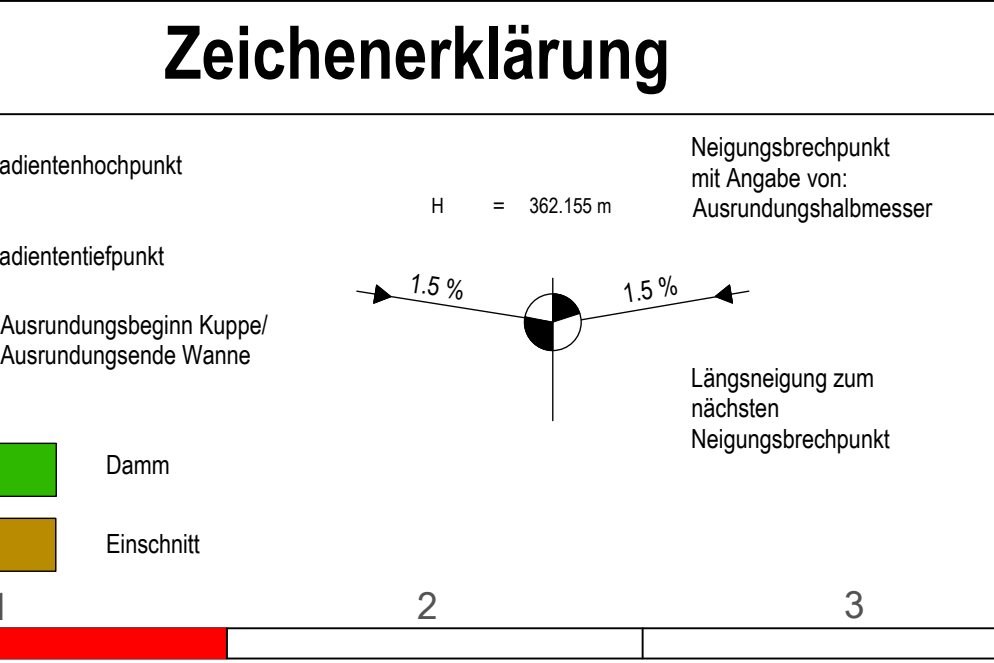 Zeichenerklärung
adientenhochpunkt
adiententiefpunkt
Ausrundungsbeginn Kuppe/
Ausrundungsende Wanne
Damm
Einschnitt
H = 362.155 m
1.5 %
1.5 %
Neigungsbrechpunkt
mit Angabe von:
Ausrundungshalbmesser
Längsneigung zum
nächsten
Neigungsbrechpunkt
1 2 3